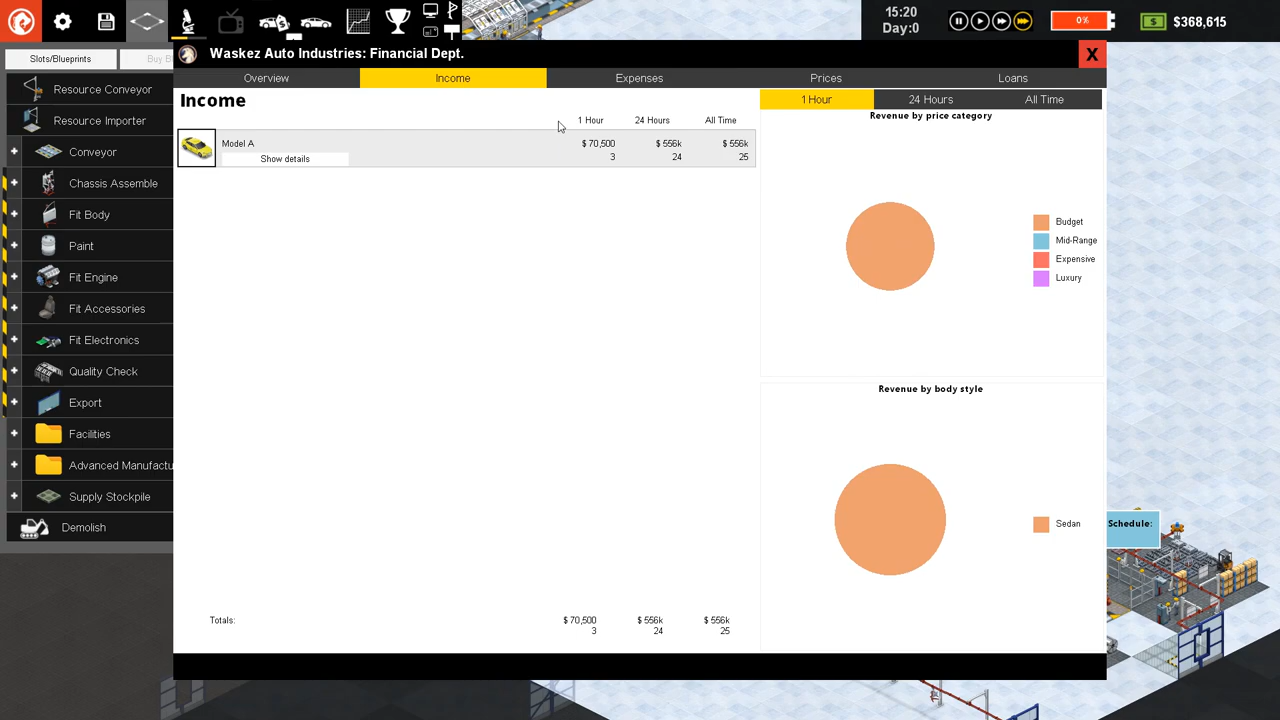 15:20
Day:0
0%
$
$368,615
Waskez Auto Industries: Financial Dept.
X
Slots/Blueprints
Buy B
Resource Conveyor
Resource Importer
Conveyor
Chassis Assemble
Fit Body
Paint
Fit Engine
Fit Accessories
Fit Electronics
Quality Check
Export
Facilities
Advanced Manufactu
Supply Stockpile
Demolish
Overview
Income
Expenses
Prices
Loans
Income
1 Hour
24 Hours
All Time
Model A
$ 70,500
$ 556k
$ 556k
Show details
3
24
25
Totals:
$ 70,500
$ 556k
$ 556k
3
24
25
1 Hour
24 Hours
All Time
Revenue by price category
Budget
Mid-Range
Expensive
Luxury
Revenue by body style
Sedan
Schedule: